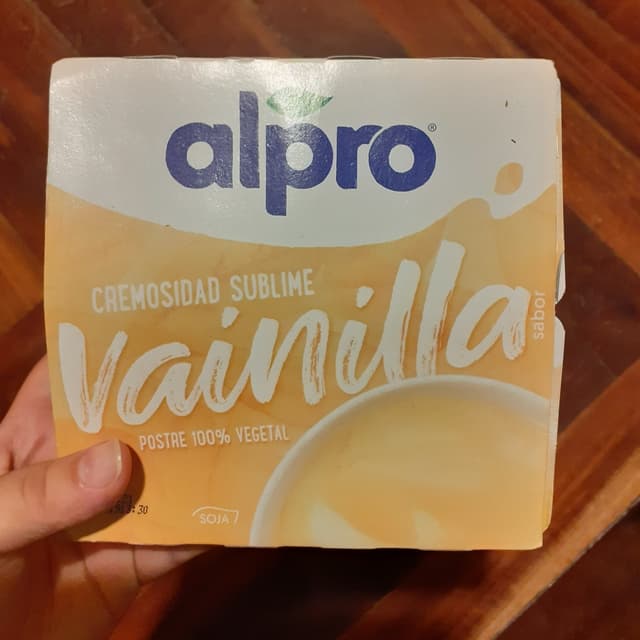 alpro®
CREMOSIDAD SUBLIME
vainilla
sabor
POSTRE 100% VEGETAL
SOJA